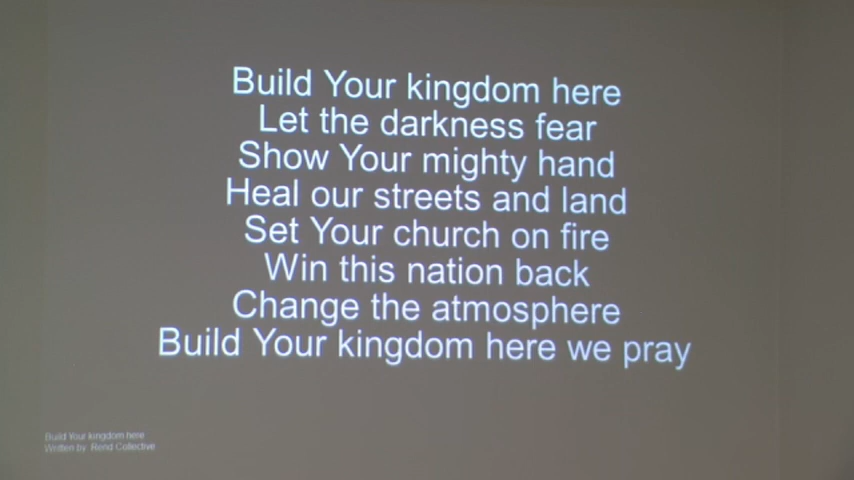 Build Your kingdom here
Let the darkness fear
Show Your mighty hand
Heal our streets and land
Set Your church on fire
Win this nation back
Change the atmosphere
Build Your kingdom here we pray
Build Your kingdom here
Written by Rend Collective